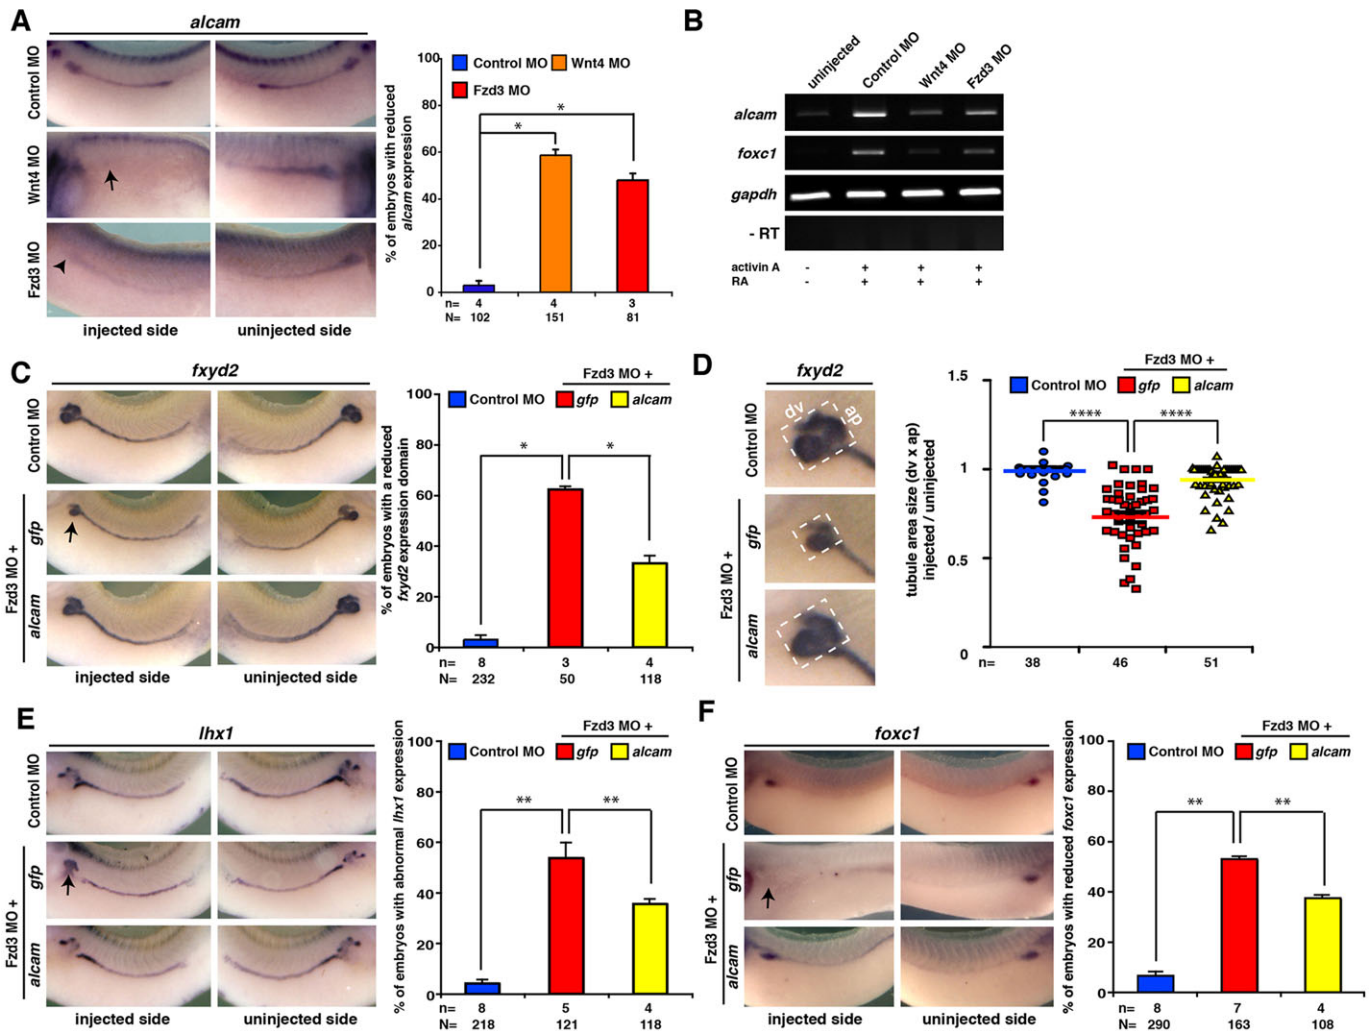 A
alcam
Control MO
Wnt4 MO
Fzd3 MO
injected side
uninjected side
% of embryos with reduced
alcam expression
100
80
60
40
20
0
Control MO
Wnt4 MO
Fzd3 MO
*
*
n= 4 4 3
N= 102 151 81
B
uninjected
Control MO
Wnt4 MO
Fzd3 MO
alcam
foxc1
gapdh
- RT
activin A - + + +
RA - + + +
C
fxyd2
Control MO
Fzd3 MO +
gfp
alcam
injected side
uninjected side
% of embryos with a reduced
fxyd2 expression domain
100
80
60
40
20
0
Fzd3 MO +
Control MO
gfp
alcam
*
*
n= 8 3 4
N= 232 50 118
D
fxyd2
dv
ap
Control MO
Fzd3 MO +
gfp
alcam
tubule area size (dv x ap)
injected / uninjected
1.5
1
0.5
0
Fzd3 MO +
Control MO
gfp
alcam
****
****
n= 38 46 51
E
lhx1
Control MO
Fzd3 MO +
gfp
alcam
injected side
uninjected side
% of embryos with abnormal lhx1 expression
100
80
60
40
20
0
Fzd3 MO +
Control MO
gfp
alcam
**
**
n= 8 5 4
N= 218 121 118
F
foxc1
Control MO
Fzd3 MO +
gfp
alcam
injected side
uninjected side
% of embryos with reduced foxc1 expression
100
80
60
40
20
0
Fzd3 MO +
Control MO
gfp
alcam
**
**
n= 8 7 4
N= 290 163 108